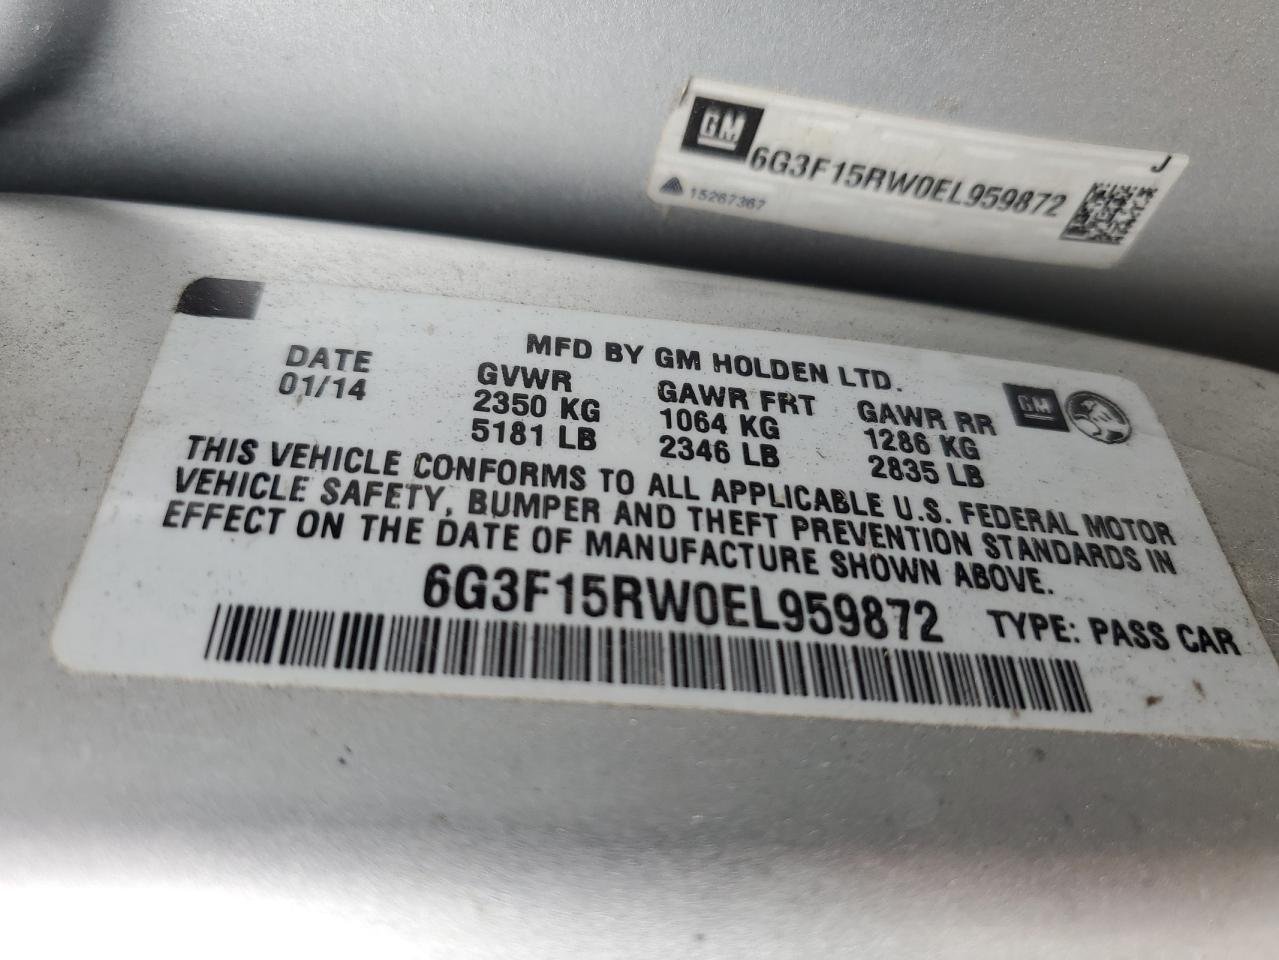 GM
J
6G3F15RW0EL959872
15267367
MFD BY GM HOLDEN LTD.
DATE GVWR GAWR FRT GAWR RR GM
01/14 2350 KG 1064 KG 1286 KG
5181 LB 2346 LB 2835 LB
THIS VEHICLE CONFORMS TO ALL APPLICABLE U.S. FEDERAL MOTOR
VEHICLE SAFETY, BUMPER AND THEFT PREVENTION STANDARDS IN
EFFECT ON THE DATE OF MANUFACTURE SHOWN ABOVE.
6G3F15RW0EL959872 TYPE: PASS CAR